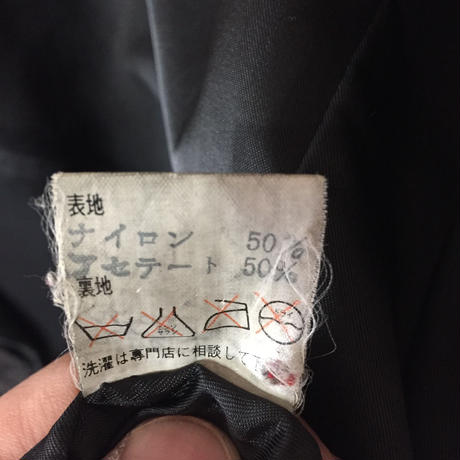 表地
ナイロン 50%
アセテート 50%
裏地
洗濯は専門店に相談して下